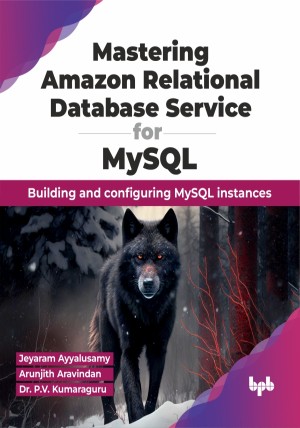 Mastering
Amazon Relational
Database Service
for
MySQL
Building and configuring MySQL instances
Jeyaram Ayyalusamy
Arunjith Aravindan
Dr. P.V. Kumaraguru
bpb